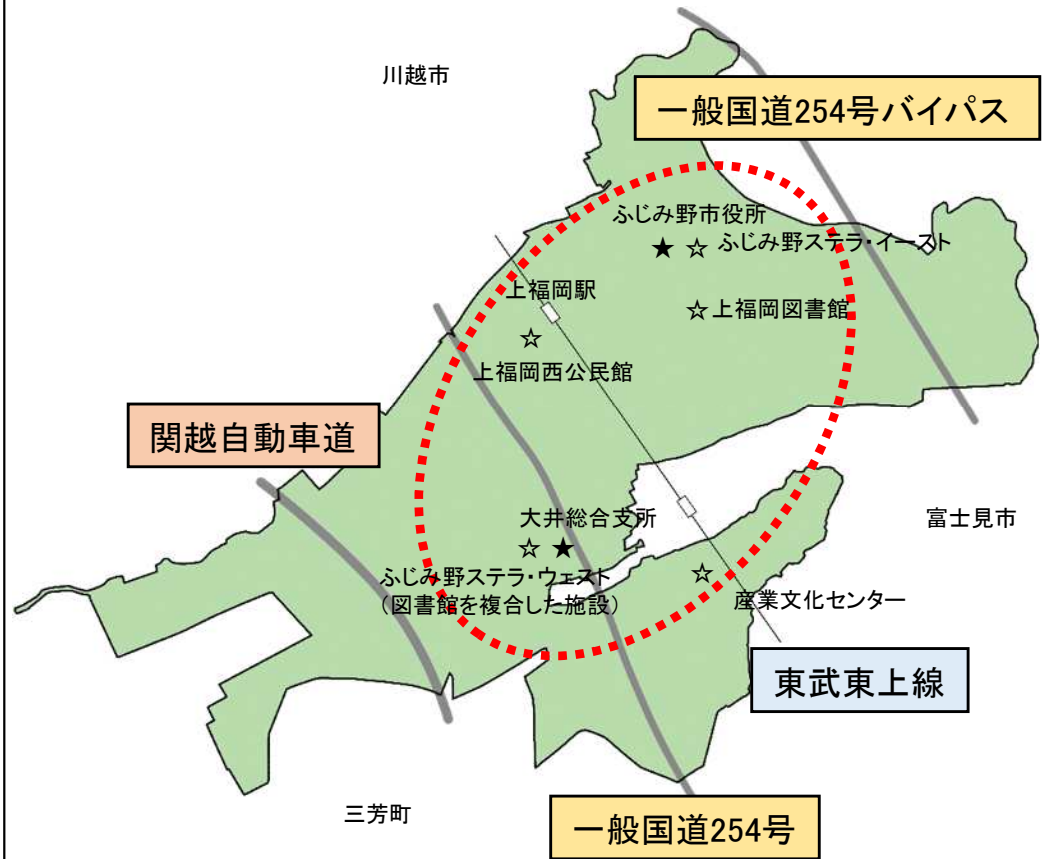 川越市
一般国道254号バイパス
ふじみ野市役所
★ ☆ ふじみ野ステラ・イースト
上福岡駅
☆上福岡図書館
☆
上福岡西公民館
関越自動車道
大井総合支所
☆ ★
富士見市
ふじみ野ステラ・ウェスト
（図書館を複合した施設）
☆
産業文化センター
東武東上線
三芳町
一般国道254号